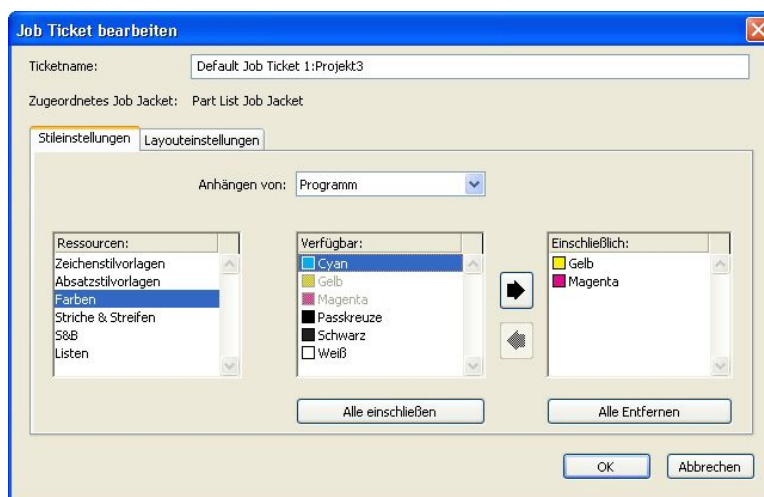 Job Ticket bearbeiten
Ticketname: Default Job Ticket 1:Projekt3
Zugeordnetes Job Jacket: Part List Job Jacket
Stileinstellungen Layouteinstellungen
Anhängen von: Programm
Ressourcen:
Zeichenstilvorlagen
Absatzstilvorlagen
Farben
Striche & Streifen
S&B
Listen
Verfügbar:
Cyan
Gelb
Magenta
Passkreuze
Schwarz
Weiß
Einschließlich:
Gelb
Magenta
Alle einschließen
Alle Entfernen
OK
Abbrechen